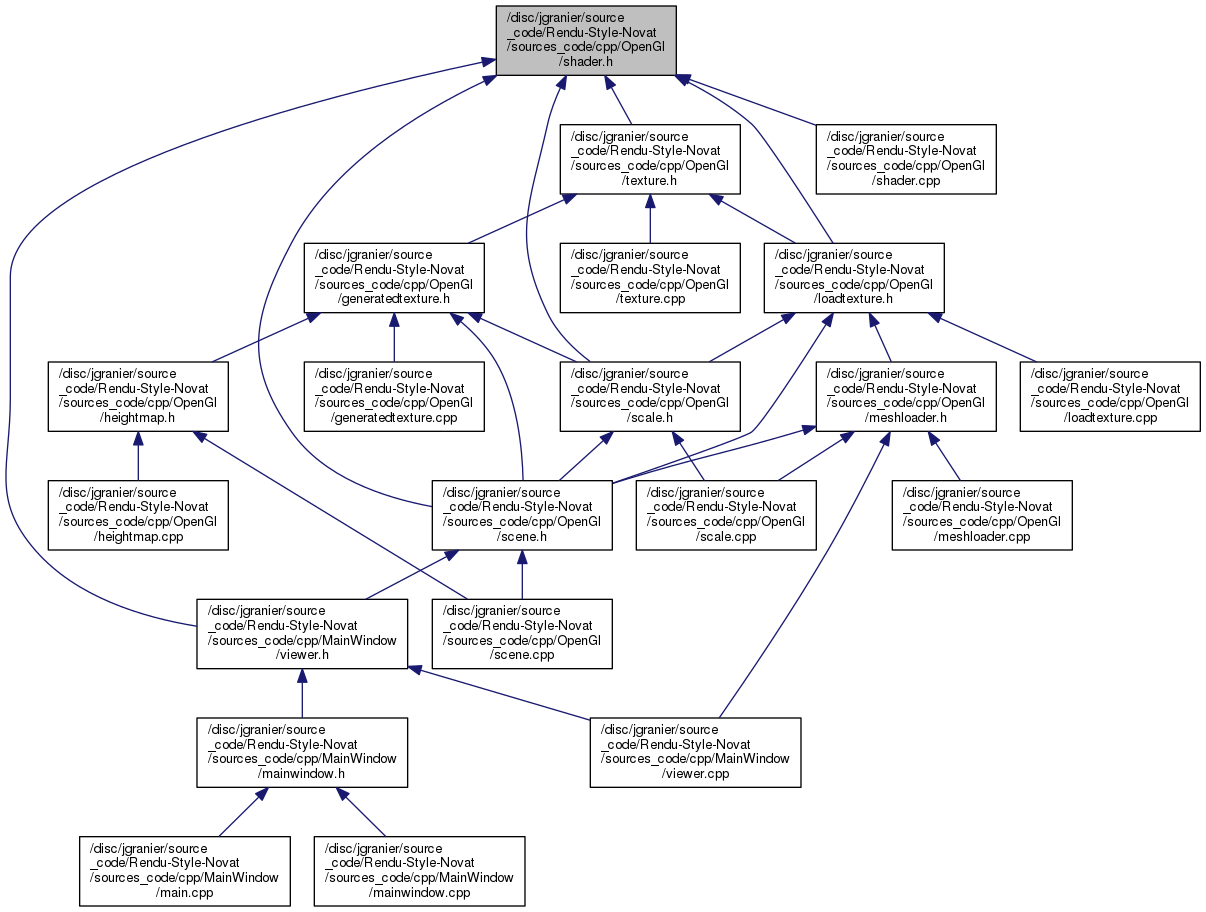 /disc/jgranier/source
_code/Rendu-Style-Novat
/sources_code/cpp/OpenGl
/shader.h
/disc/jgranier/source
_code/Rendu-Style-Novat
/sources_code/cpp/OpenGl
/texture.h
/disc/jgranier/source
_code/Rendu-Style-Novat
/sources_code/cpp/OpenGl
/shader.cpp
/disc/jgranier/source
_code/Rendu-Style-Novat
/sources_code/cpp/OpenGl
/generatedtexture.h
/disc/jgranier/source
_code/Rendu-Style-Novat
/sources_code/cpp/OpenGl
/texture.cpp
/disc/jgranier/source
_code/Rendu-Style-Novat
/sources_code/cpp/OpenGl
/loadtexture.h
/disc/jgranier/source
_code/Rendu-Style-Novat
/sources_code/cpp/OpenGl
/heightmap.h
/disc/jgranier/source
_code/Rendu-Style-Novat
/sources_code/cpp/OpenGl
/generatedtexture.cpp
/disc/jgranier/source
_code/Rendu-Style-Novat
/sources_code/cpp/OpenGl
/scale.h
/disc/jgranier/source
_code/Rendu-Style-Novat
/sources_code/cpp/OpenGl
/meshloader.h
/disc/jgranier/source
_code/Rendu-Style-Novat
/sources_code/cpp/OpenGl
/loadtexture.cpp
/disc/jgranier/source
_code/Rendu-Style-Novat
/sources_code/cpp/OpenGl
/heightmap.cpp
/disc/jgranier/source
_code/Rendu-Style-Novat
/sources_code/cpp/OpenGl
/scene.h
/disc/jgranier/source
_code/Rendu-Style-Novat
/sources_code/cpp/OpenGl
/scale.cpp
/disc/jgranier/source
_code/Rendu-Style-Novat
/sources_code/cpp/OpenGl
/meshloader.cpp
/disc/jgranier/source
_code/Rendu-Style-Novat
/sources_code/cpp/MainWindow
/viewer.h
/disc/jgranier/source
_code/Rendu-Style-Novat
/sources_code/cpp/OpenGl
/scene.cpp
/disc/jgranier/source
_code/Rendu-Style-Novat
/sources_code/cpp/MainWindow
/mainwindow.h
/disc/jgranier/source
_code/Rendu-Style-Novat
/sources_code/cpp/MainWindow
/viewer.cpp
/disc/jgranier/source
_code/Rendu-Style-Novat
/sources_code/cpp/MainWindow
/main.cpp
/disc/jgranier/source
_code/Rendu-Style-Novat
/sources_code/cpp/MainWindow
/mainwindow.cpp